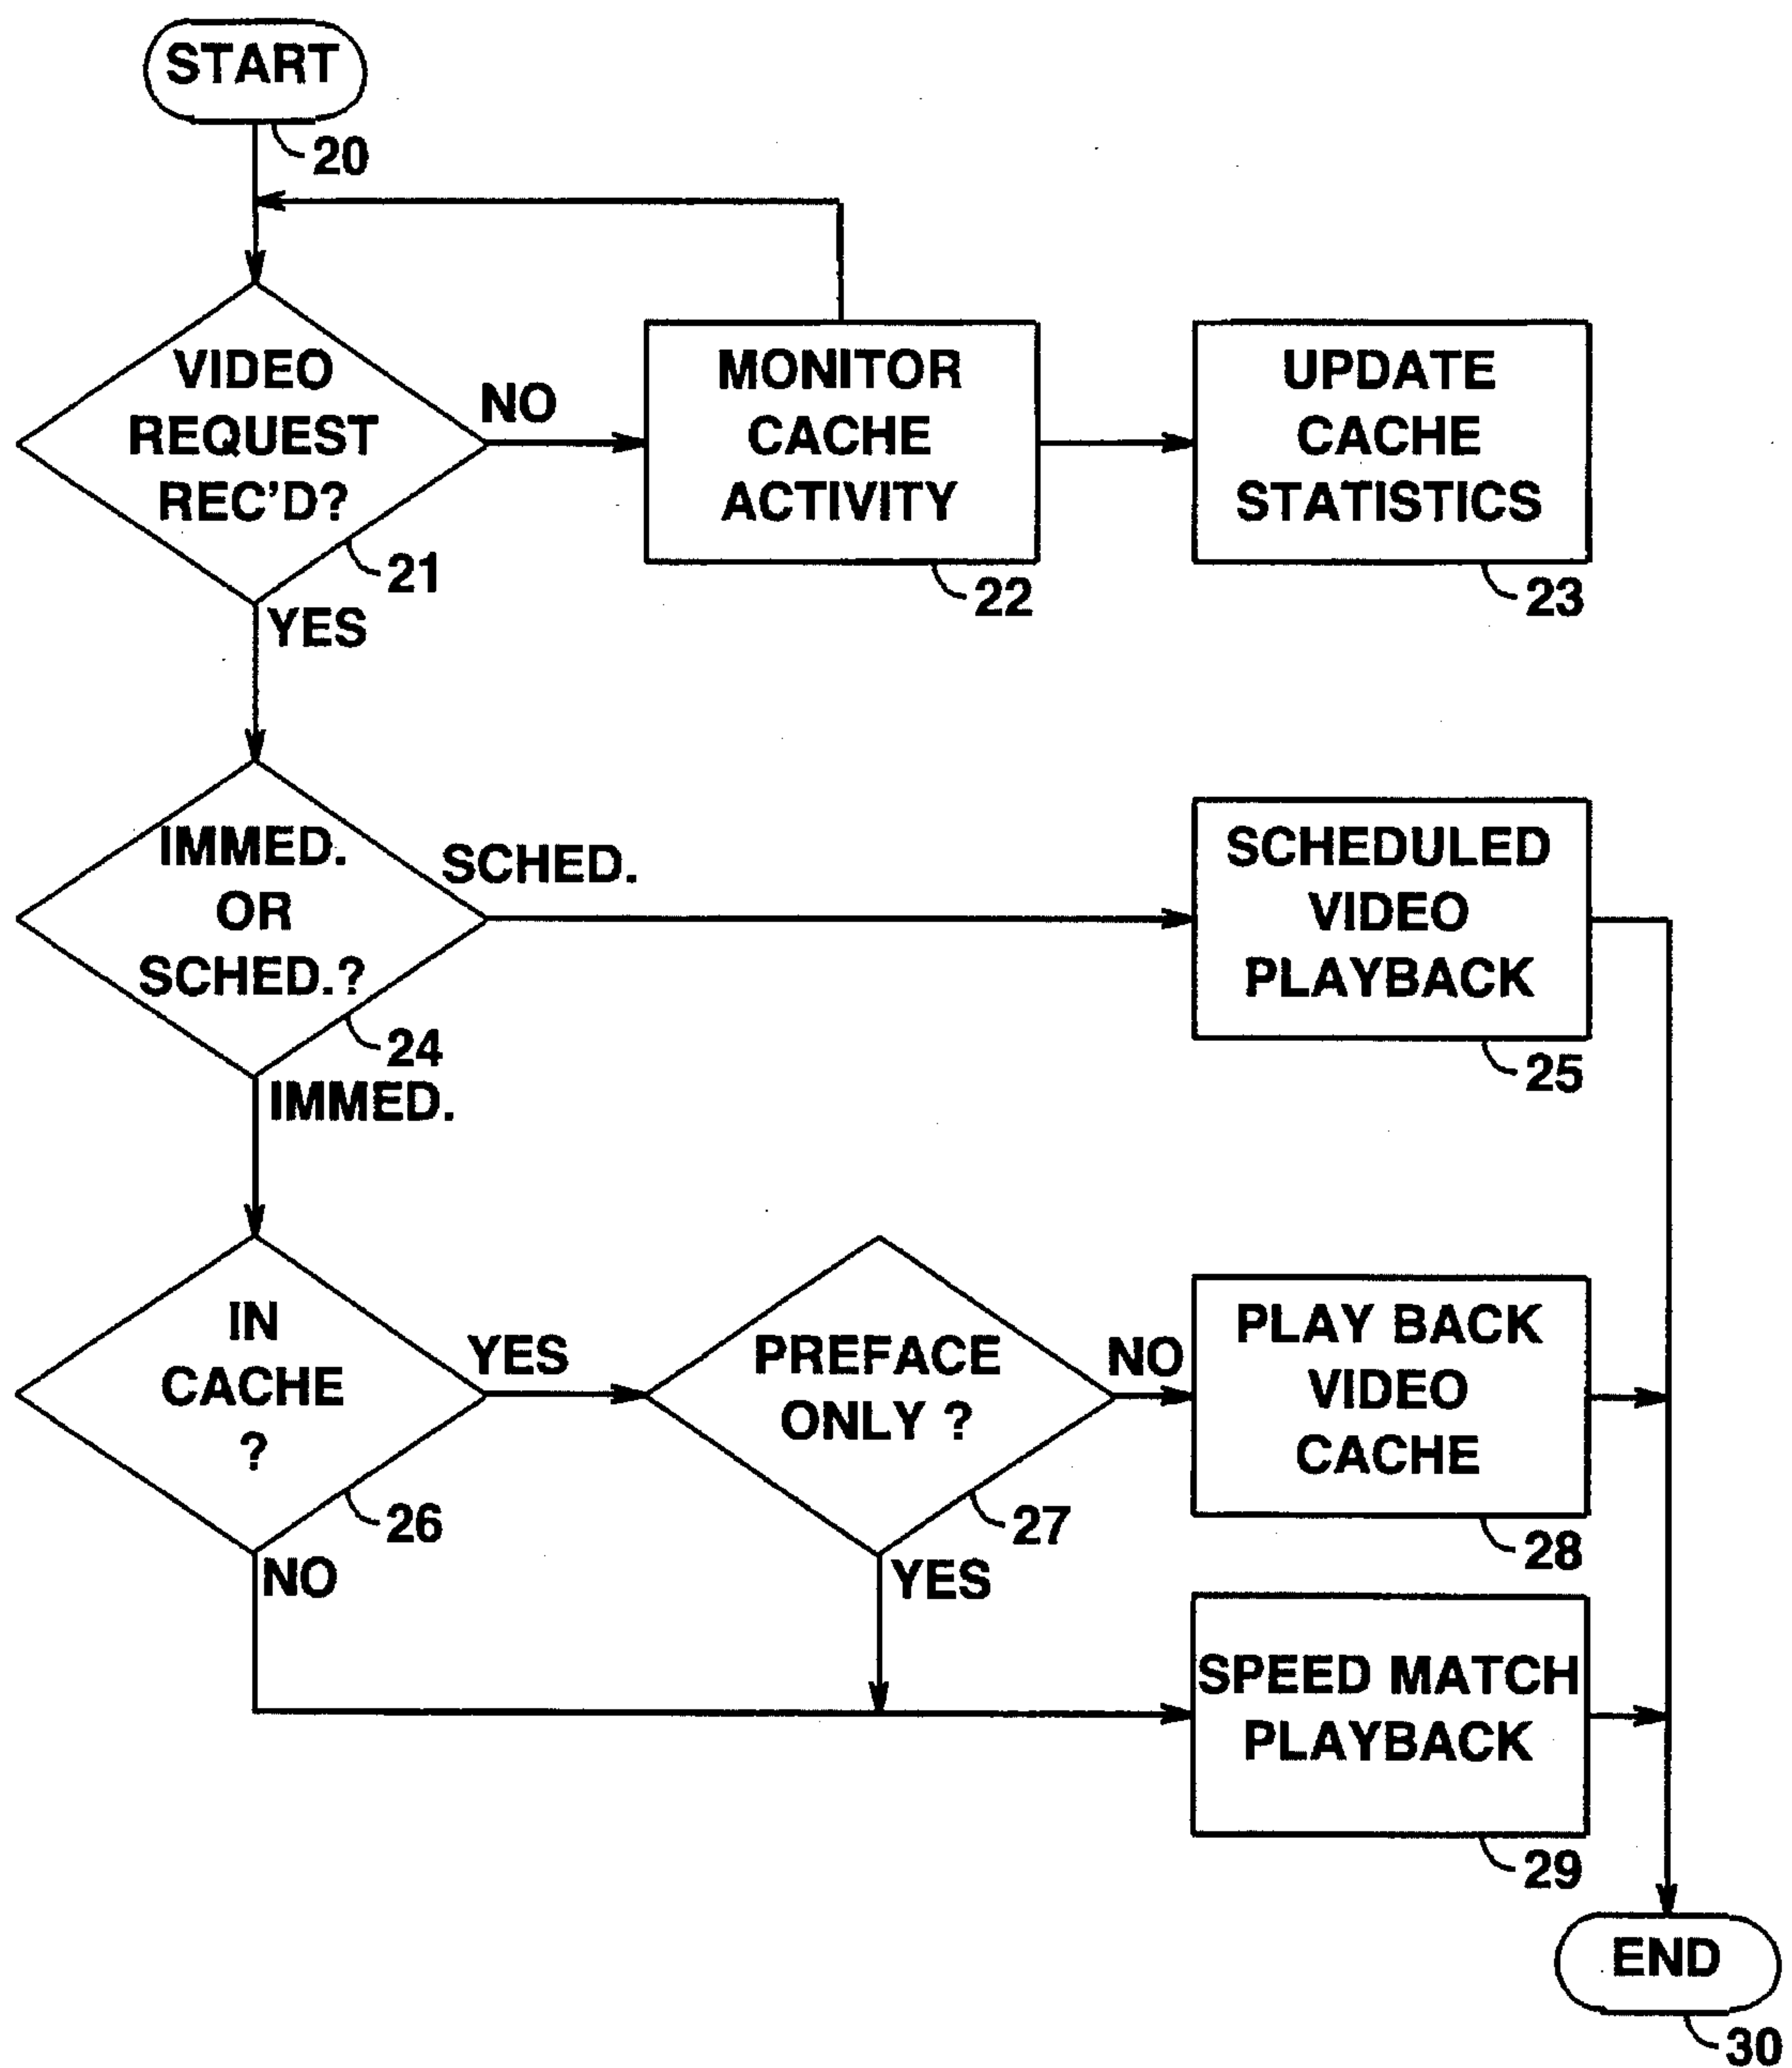 START
20
VIDEO
REQUEST
REC'D?
21
NO
MONITOR
CACHE
ACTIVITY
22
UPDATE
CACHE
STATISTICS
23
YES
IMMED.
OR
SCHED.?
24
SCHED.
SCHEDULED
VIDEO
PLAYBACK
25
IMMED.
IN
CACHE
?
26
YES
PREFACE
ONLY ?
27
NO
PLAY BACK
VIDEO
CACHE
28
NO
YES
SPEED MATCH
PLAYBACK
29
END
30